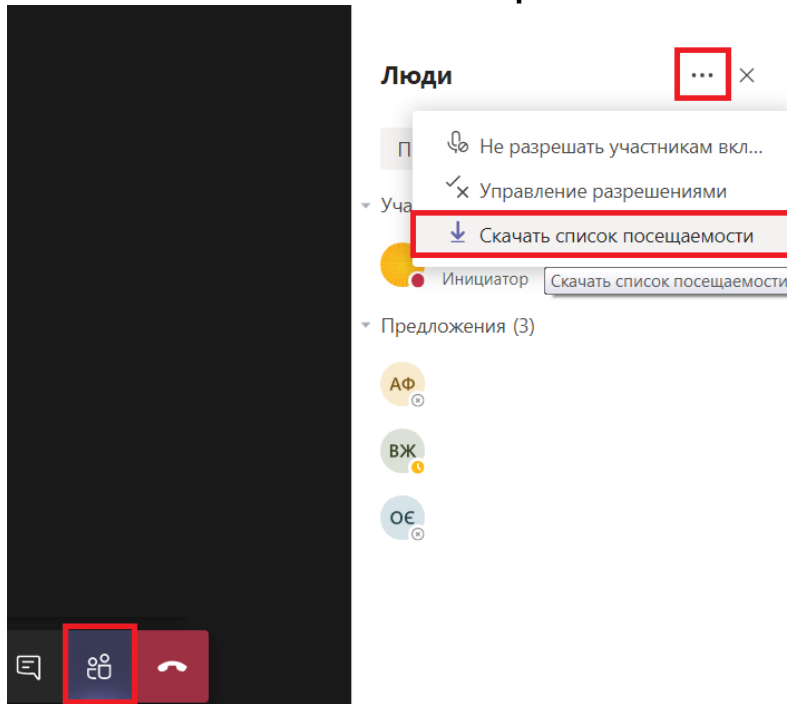 Люди
Не разрешать участникам вкл...
Управление разрешениями
Уча
Скачать список посещаемости
Инициатор
Скачать список посещаемости
Предложения (3)
АФ
ВЖ
ОЄ